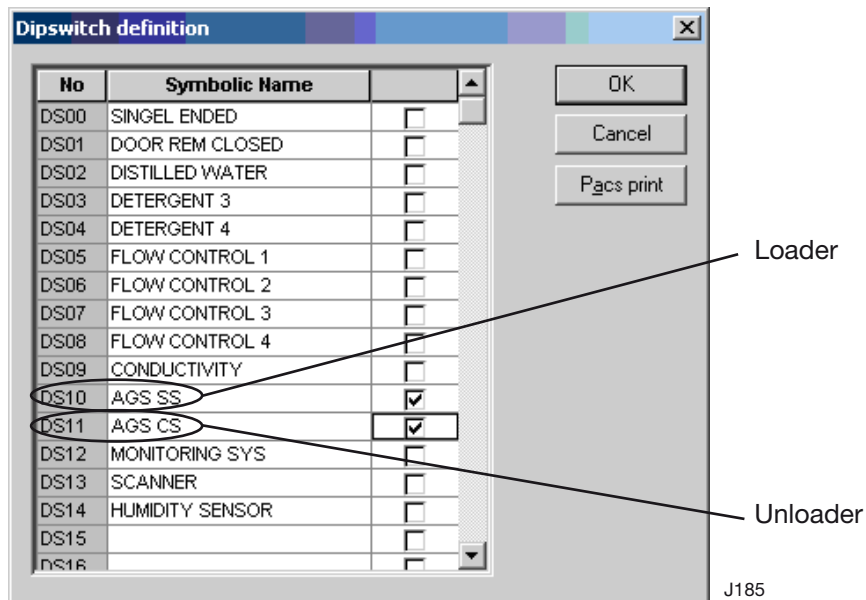 Dipswitch definition
No Symbolic Name
DS00 SINGEL ENDED
DS01 DOOR REM CLOSED
DS02 DISTILLED WATER
DS03 DETERGENT 3
DS04 DETERGENT 4
DS05 FLOW CONTROL 1
DS06 FLOW CONTROL 2
DS07 FLOW CONTROL 3
DS08 FLOW CONTROL 4
DS09 CONDUCTIVITY
DS10 AGS SS
DS11 AGS CS
DS12 MONITORING SYS
DS13 SCANNER
DS14 HUMIDITY SENSOR
DS15
DS16
OK
Cancel
Pacs print
Loader
Unloader
J185